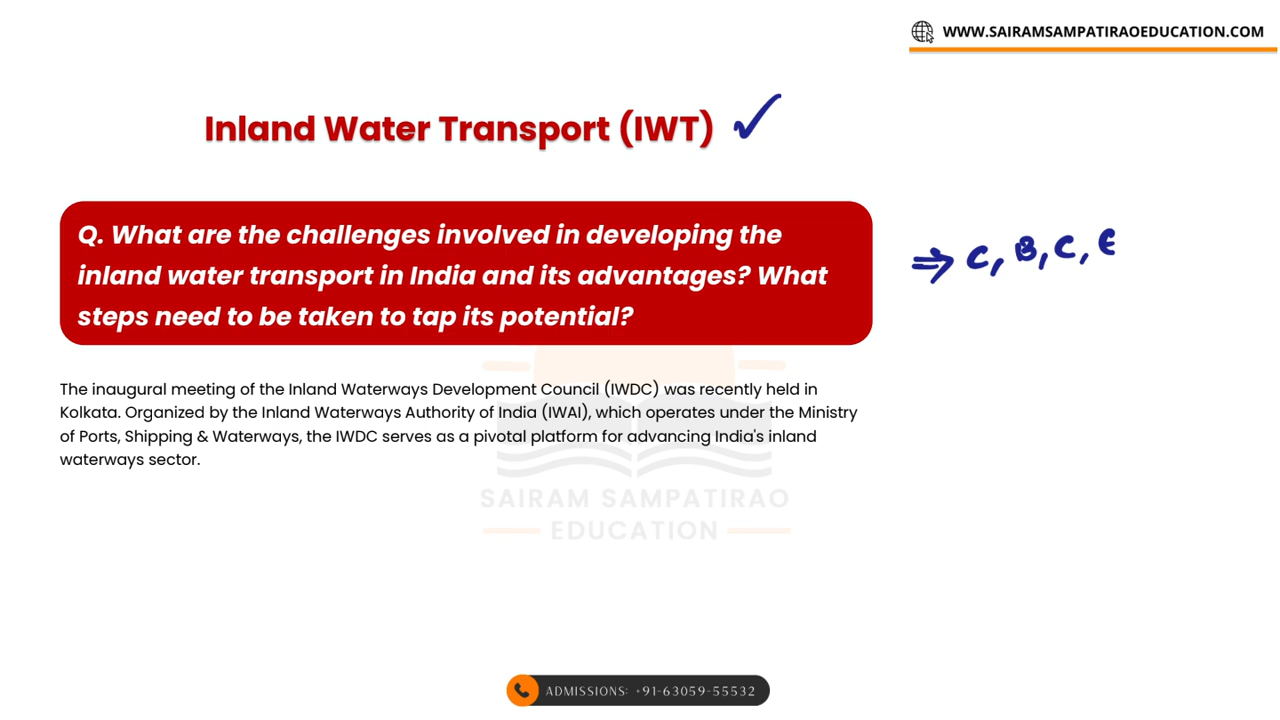 WWW.SAIRAMSAMPATIRAOEDUCATION.COM
Inland Water Transport (IWT) ✓
Q. What are the challenges involved in developing the
inland water transport in India and its advantages? What
steps need to be taken to tap its potential?
⇒ C, B, C, E
The inaugural meeting of the Inland Waterways Development Council (IWDC) was recently held in
Kolkata. Organized by the Inland Waterways Authority of India (IWAI), which operates under the Ministry
of Ports, Shipping & Waterways, the IWDC serves as a pivotal platform for advancing India's inland
waterways sector.
SAIRAM SAMPATIRAO
EDUCATION
ADMISSIONS: +91-63059-55532